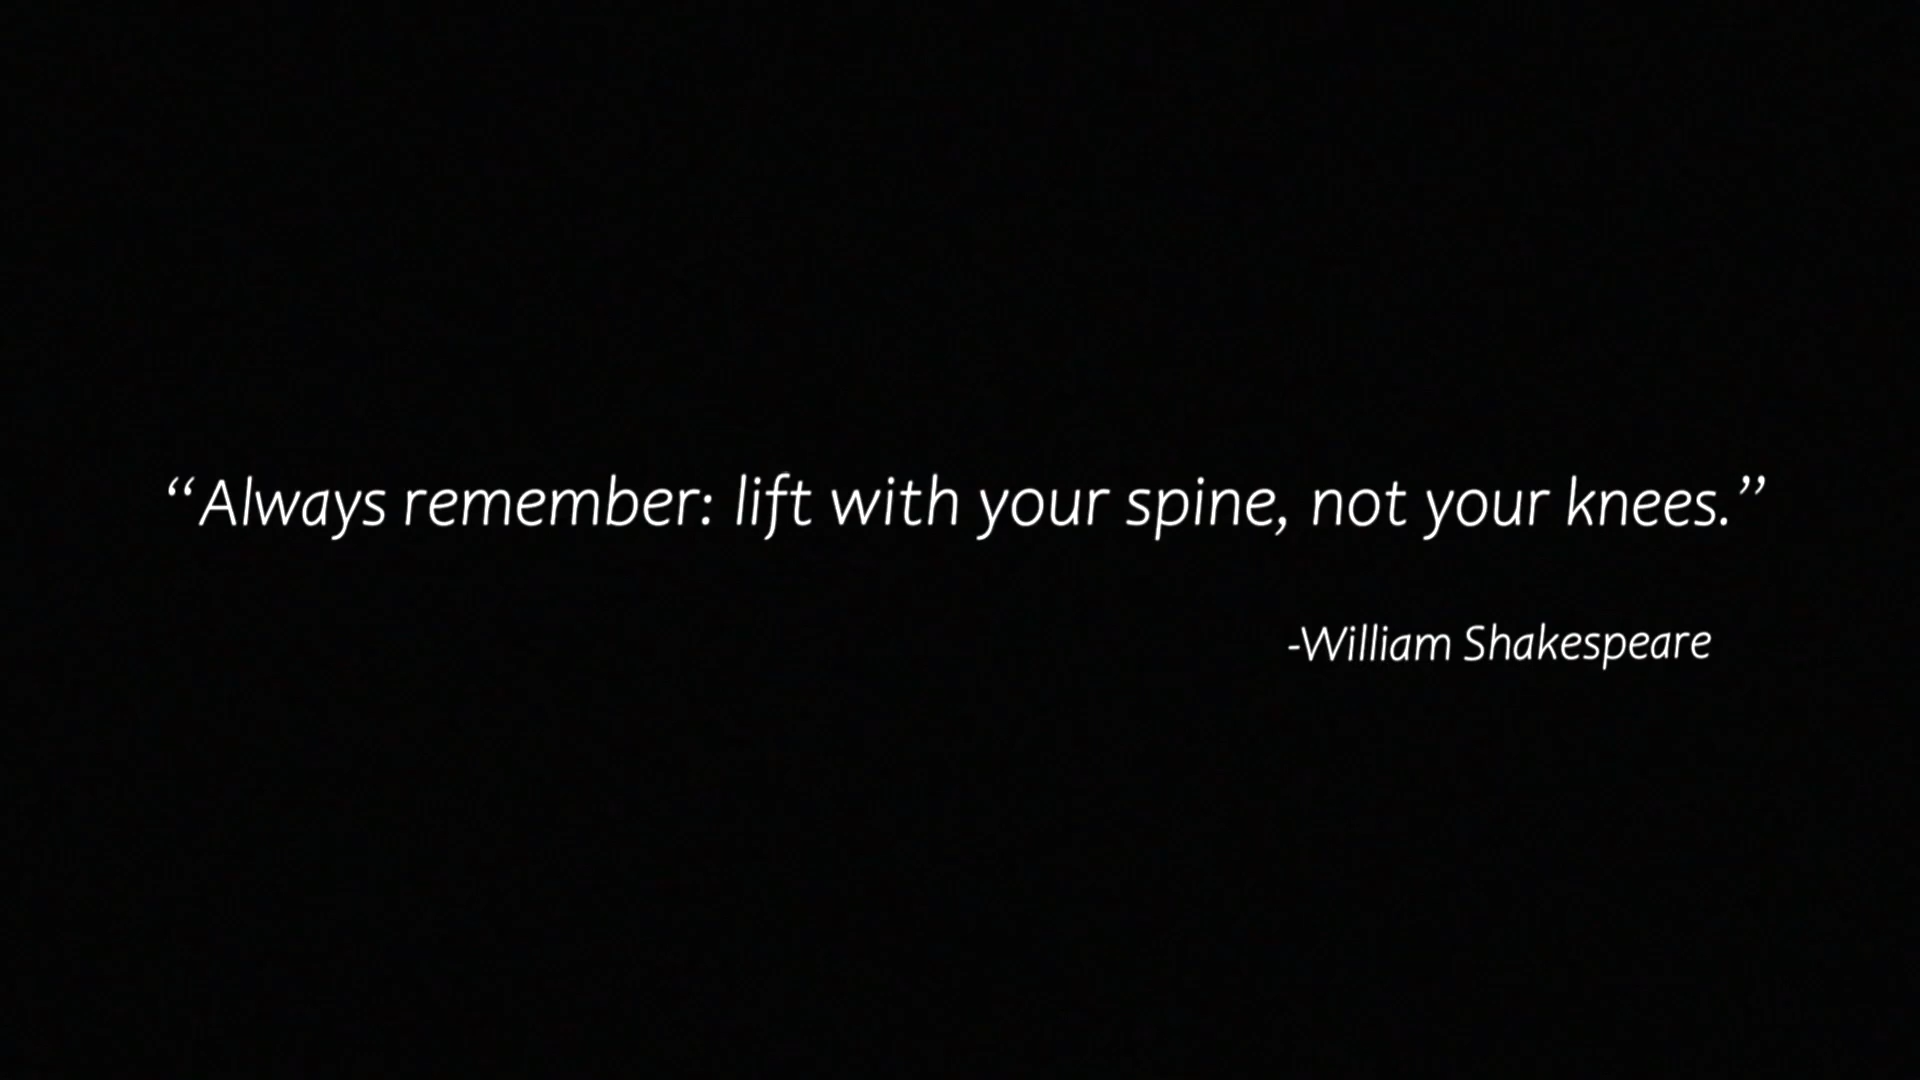 “Always remember: lift with your spine, not your knees.”
-William Shakespeare